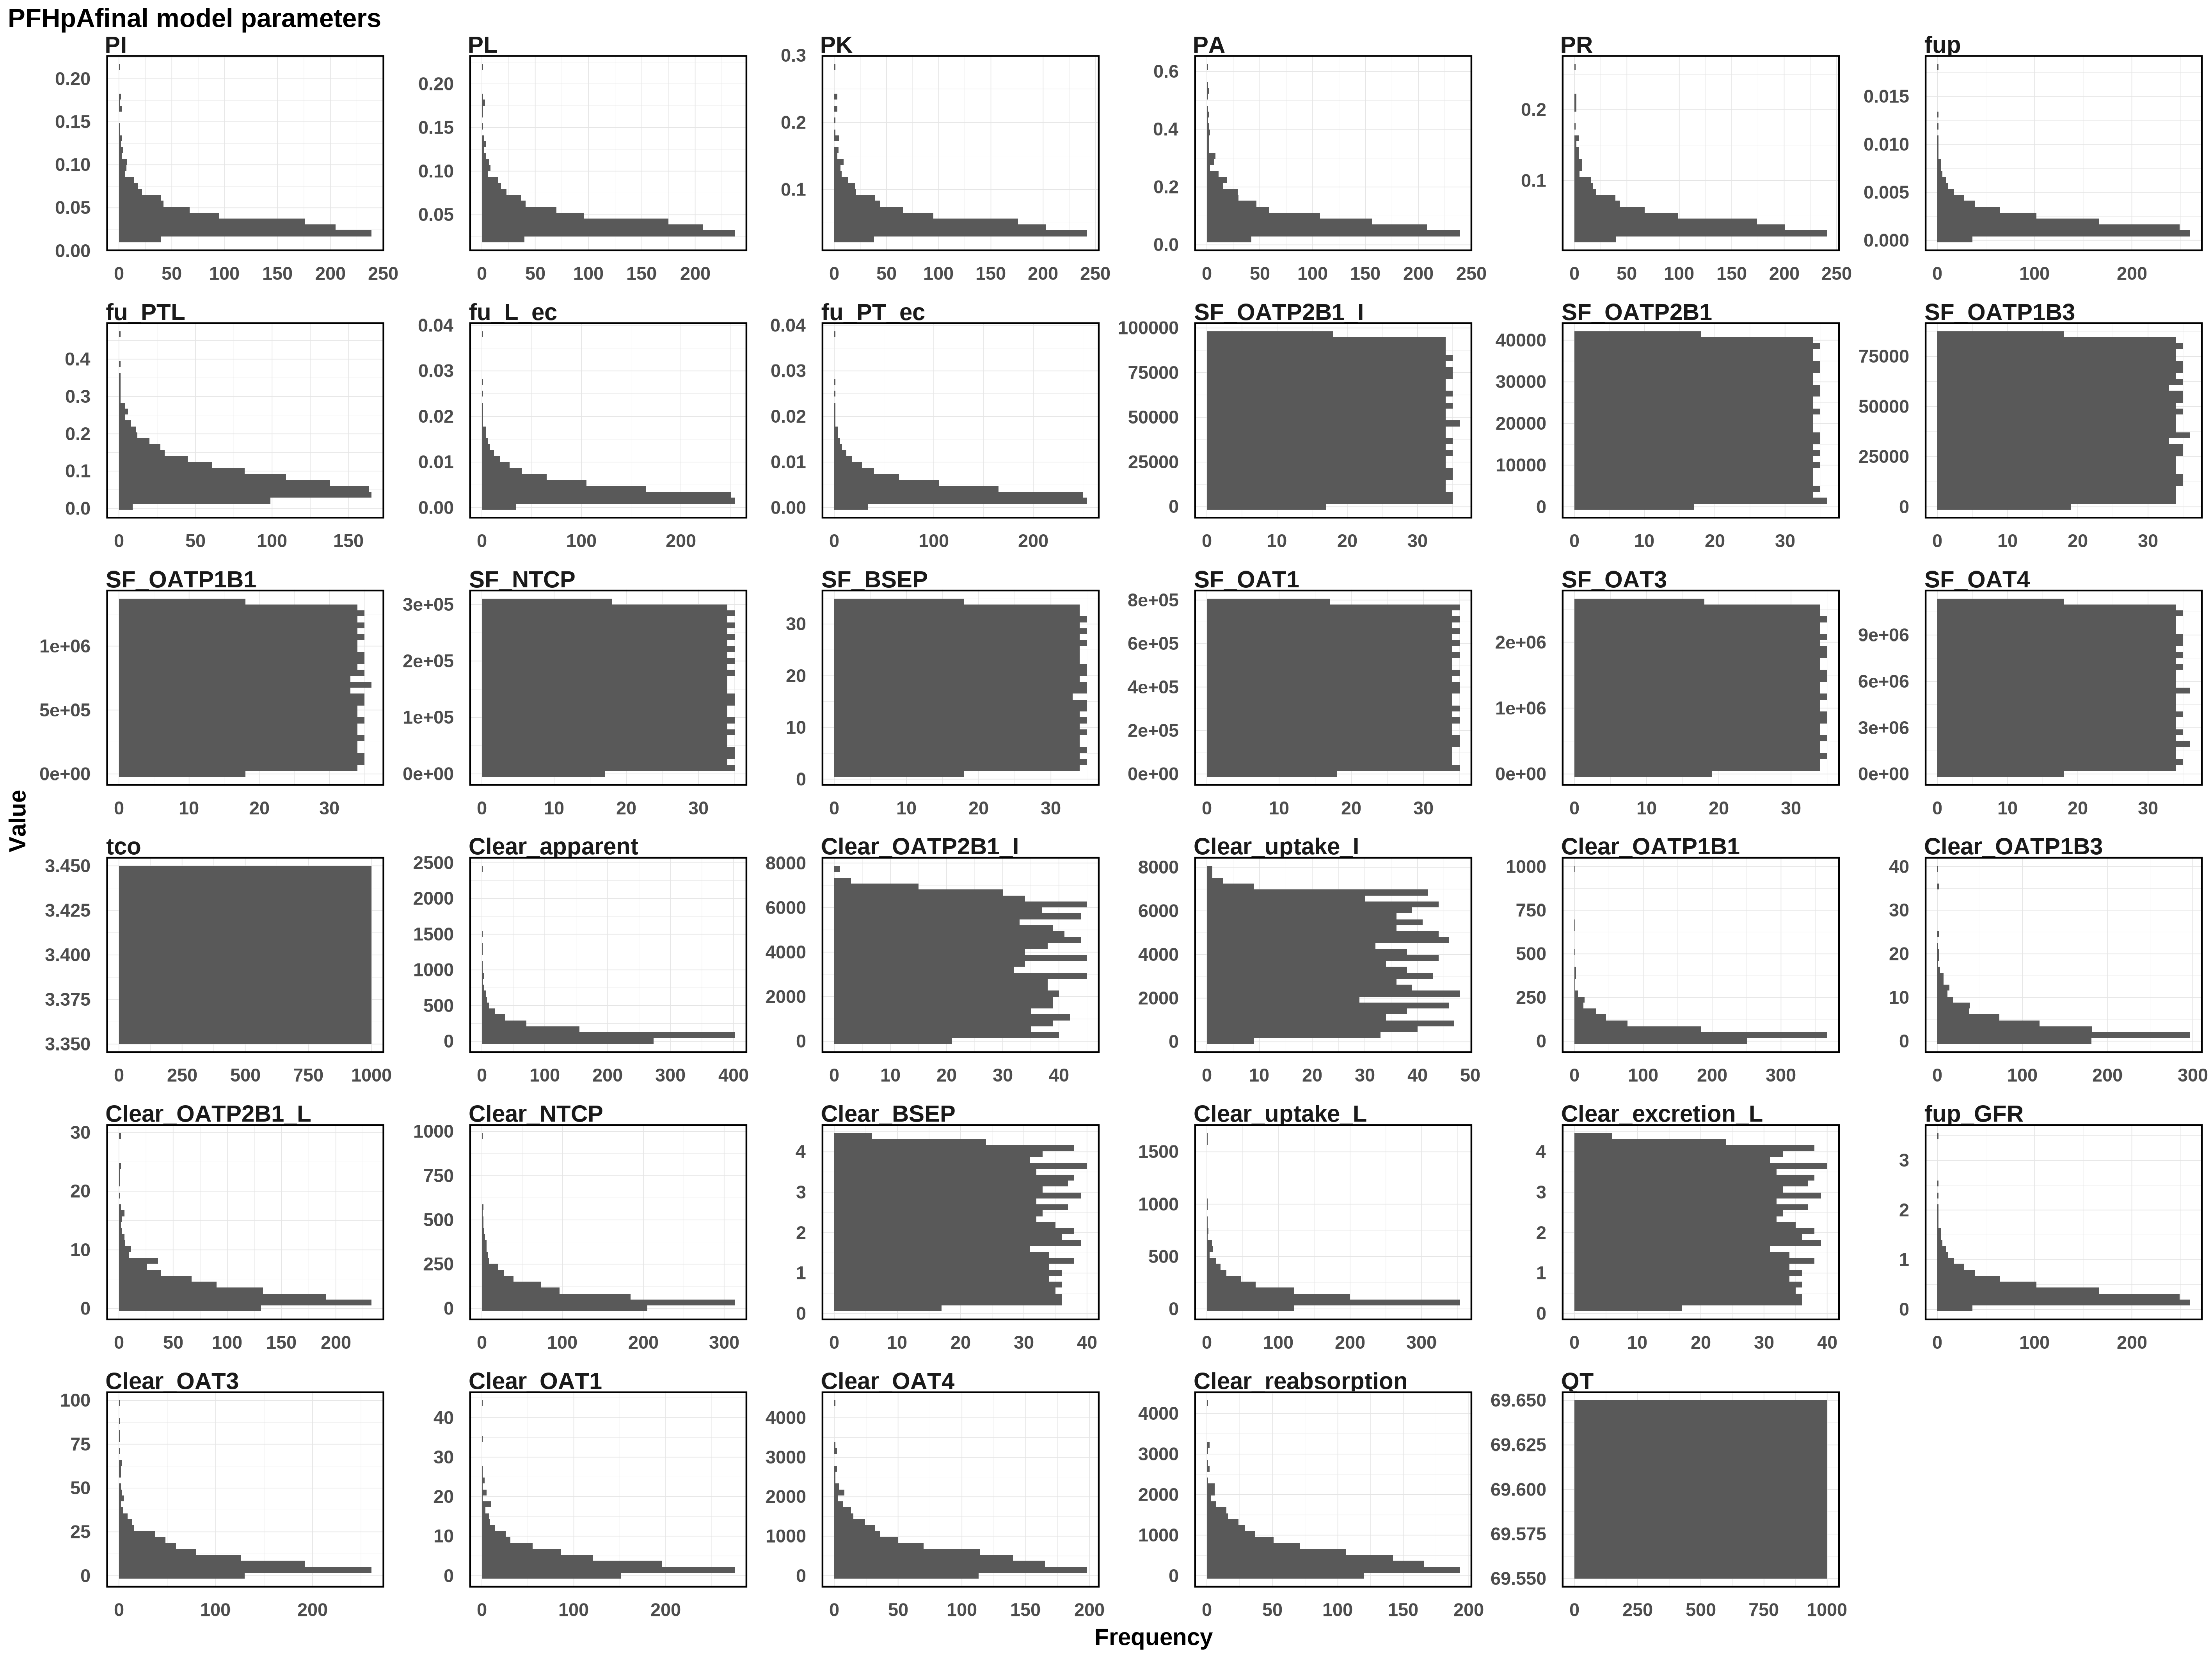 PFHpAfinal model parameters
PI PL PK PA PR fup
0.20 0.15 0.10 0.05 0.00
0 50 100 150 200 250
0.20 0.15 0.10 0.05
0 50 100 150 200
0.3 0.2 0.1
0 50 100 150 200 250
0.6 0.4 0.2 0.0
0 50 100 150 200 250
0.2 0.1
0 50 100 150 200 250
0.015 0.010 0.005 0.000
0 100 200
fu_PTL fu_L_ec fu_PT_ec SF_OATP2B1_I SF_OATP2B1 SF_OATP1B3
0.4 0.3 0.2 0.1 0.0
0 50 100 150
0.04 0.03 0.02 0.01 0.00
0 100 200
0.04 0.03 0.02 0.01 0.00
0 100 200
100000 75000 50000 25000 0
0 10 20 30
40000 30000 20000 10000 0
0 10 20 30
75000 50000 25000 0
0 10 20 30
SF_OATP1B1 SF_NTCP SF_BSEP SF_OAT1 SF_OAT3 SF_OAT4
1e+06 5e+05 0e+00
0 10 20 30
3e+05 2e+05 1e+05 0e+00
0 10 20 30
30 20 10 0
0 10 20 30
8e+05 6e+05 4e+05 2e+05 0e+00
0 10 20 30
2e+06 1e+06 0e+00
0 10 20 30
9e+06 6e+06 3e+06 0e+00
0 10 20 30
Value
tco Clear_apparent Clear_OATP2B1_I Clear_uptake_I Clear_OATP1B1 Clear_OATP1B3
3.450 3.425 3.400 3.375 3.350
0 250 500 750 1000
2500 2000 1500 1000 500 0
0 100 200 300 400
8000 6000 4000 2000 0
0 10 20 30 40
8000 6000 4000 2000 0
0 10 20 30 40 50
1000 750 500 250 0
0 100 200 300
40 30 20 10 0
0 100 200 300
Clear_OATP2B1_L Clear_NTCP Clear_BSEP Clear_uptake_L Clear_excretion_L fup_GFR
30 20 10 0
0 50 100 150 200
1000 750 500 250 0
0 100 200 300
4 3 2 1 0
0 10 20 30 40
1500 1000 500 0
0 100 200 300
4 3 2 1 0
0 10 20 30 40
3 2 1 0
0 100 200
Clear_OAT3 Clear_OAT1 Clear_OAT4 Clear_reabsorption QT
100 75 50 25 0
0 100 200
40 30 20 10 0
0 100 200
4000 3000 2000 1000 0
0 50 100 150 200
4000 3000 2000 1000 0
0 50 100 150 200
69.650 69.625 69.600 69.575 69.550
0 250 500 750 1000
Frequency